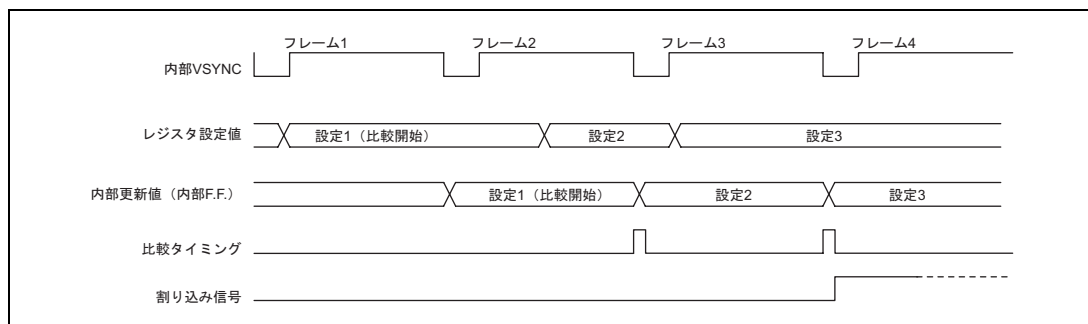 フレーム1 フレーム2 フレーム3 フレーム4
内部VSYNC
レジスタ設定値 設定1（比較開始） 設定2 設定3
内部更新値（内部F.F.） 設定1（比較開始） 設定2 設定3
比較タイミング
割り込み信号